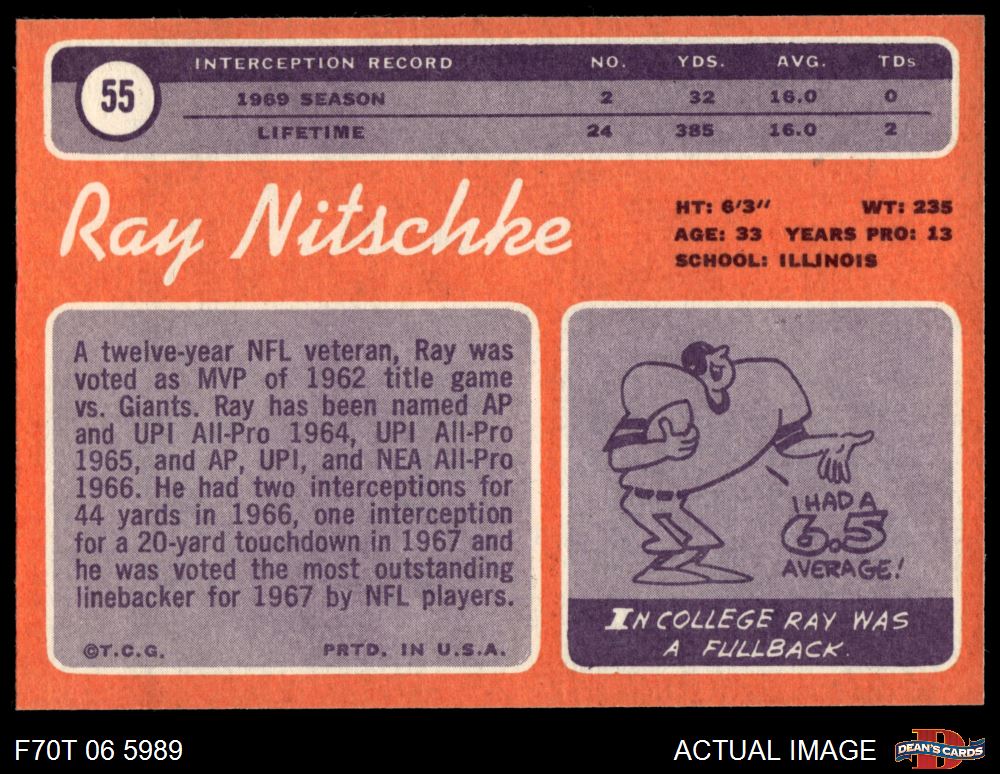 55
INTERCEPTION RECORD NO. YDS. AVG. TDs
1969 SEASON 2 32 16.0 0
LIFETIME 24 385 16.0 2
Ray Nitschke
HT: 6'3" WT: 235
AGE: 33 YEARS PRO: 13
SCHOOL: ILLINOIS
A twelve-year NFL veteran, Ray was
voted as MVP of 1962 title game
vs. Giants. Ray has been named AP
and UPI All-Pro 1964, UPI All-Pro
1965, and AP, UPI, and NEA All-Pro
1966. He had two interceptions for
44 yards in 1966, one interception
for a 20-yard touchdown in 1967 and
he was voted the most outstanding
linebacker for 1967 by NFL players.
©T.C.G. PRTD. IN U.S.A.
I HAD A
6.5
AVERAGE!
IN COLLEGE RAY WAS
A FULLBACK.
F70T 06 5989
ACTUAL IMAGE
D
DEAN'S CARDS